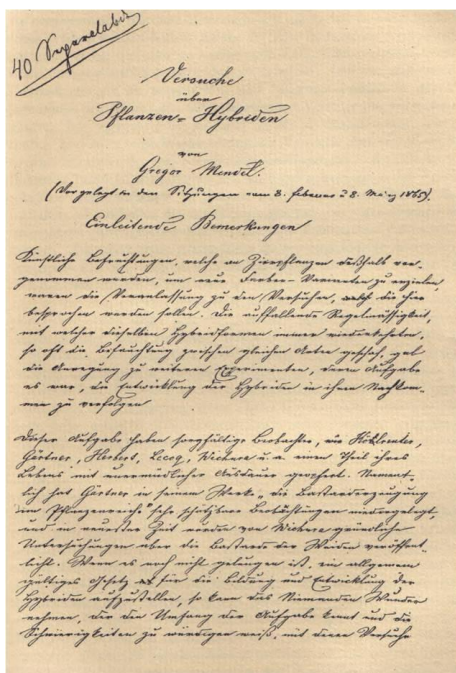 40 Separatabdr.
Versuche
über
Pflanzen-Hybriden
von
Gregor Mendel.
(Vorgelegt in den Sitzungen vom 8. Februar u 8. März 1865).
Einleitende Bemerkungen
Künstliche Befruchtungen, welche an Zierpflanzen deßhalb vor-
genommen wurden, um neue Farben-Varianten zu erzielen,
waren die Veranlassung zu den Versuchen, die hier
besprochen werden sollen. Die auffallende Regelmässigkeit,
mit welcher dieselben Hybridformen immer wiederkehrten,
so oft die Befruchtung zwischen gleichen Arten geschah, gab
die Anregung zu weiteren Experimenten, deren Aufgabe
es war, die Entwicklung der Hybriden in ihren Nachkom-
men zu verfolgen
Dieser Aufgabe haben sorgfältige Beobachter, wie Kölreuter,
Gärtner, Herbert, Lecoq, Wichura u. a. einen Theil ihres
Lebens mit unermüdlicher Ausdauer geopfert. Nament-
lich hat Gärtner in seinem Werke „die Bastarderzeugung
im Pflanzenreiche" sehr schätzbare Beobachtungen niedergelegt,
und in neuester Zeit wurden von Wichura gründliche
Untersuchungen über die Bastarde der Weiden veröffent-
licht. Wenn es noch nicht gelungen ist, ein allgemein
giltiges Gesetz für die Bildung und Entwicklung der
Hybriden aufzustellen, so kann das Niemanden Wunder
nehmen, der den Umfang der Aufgabe kennt und die
Schwierigkeiten zu würdigen weiß, mit denen Versuche